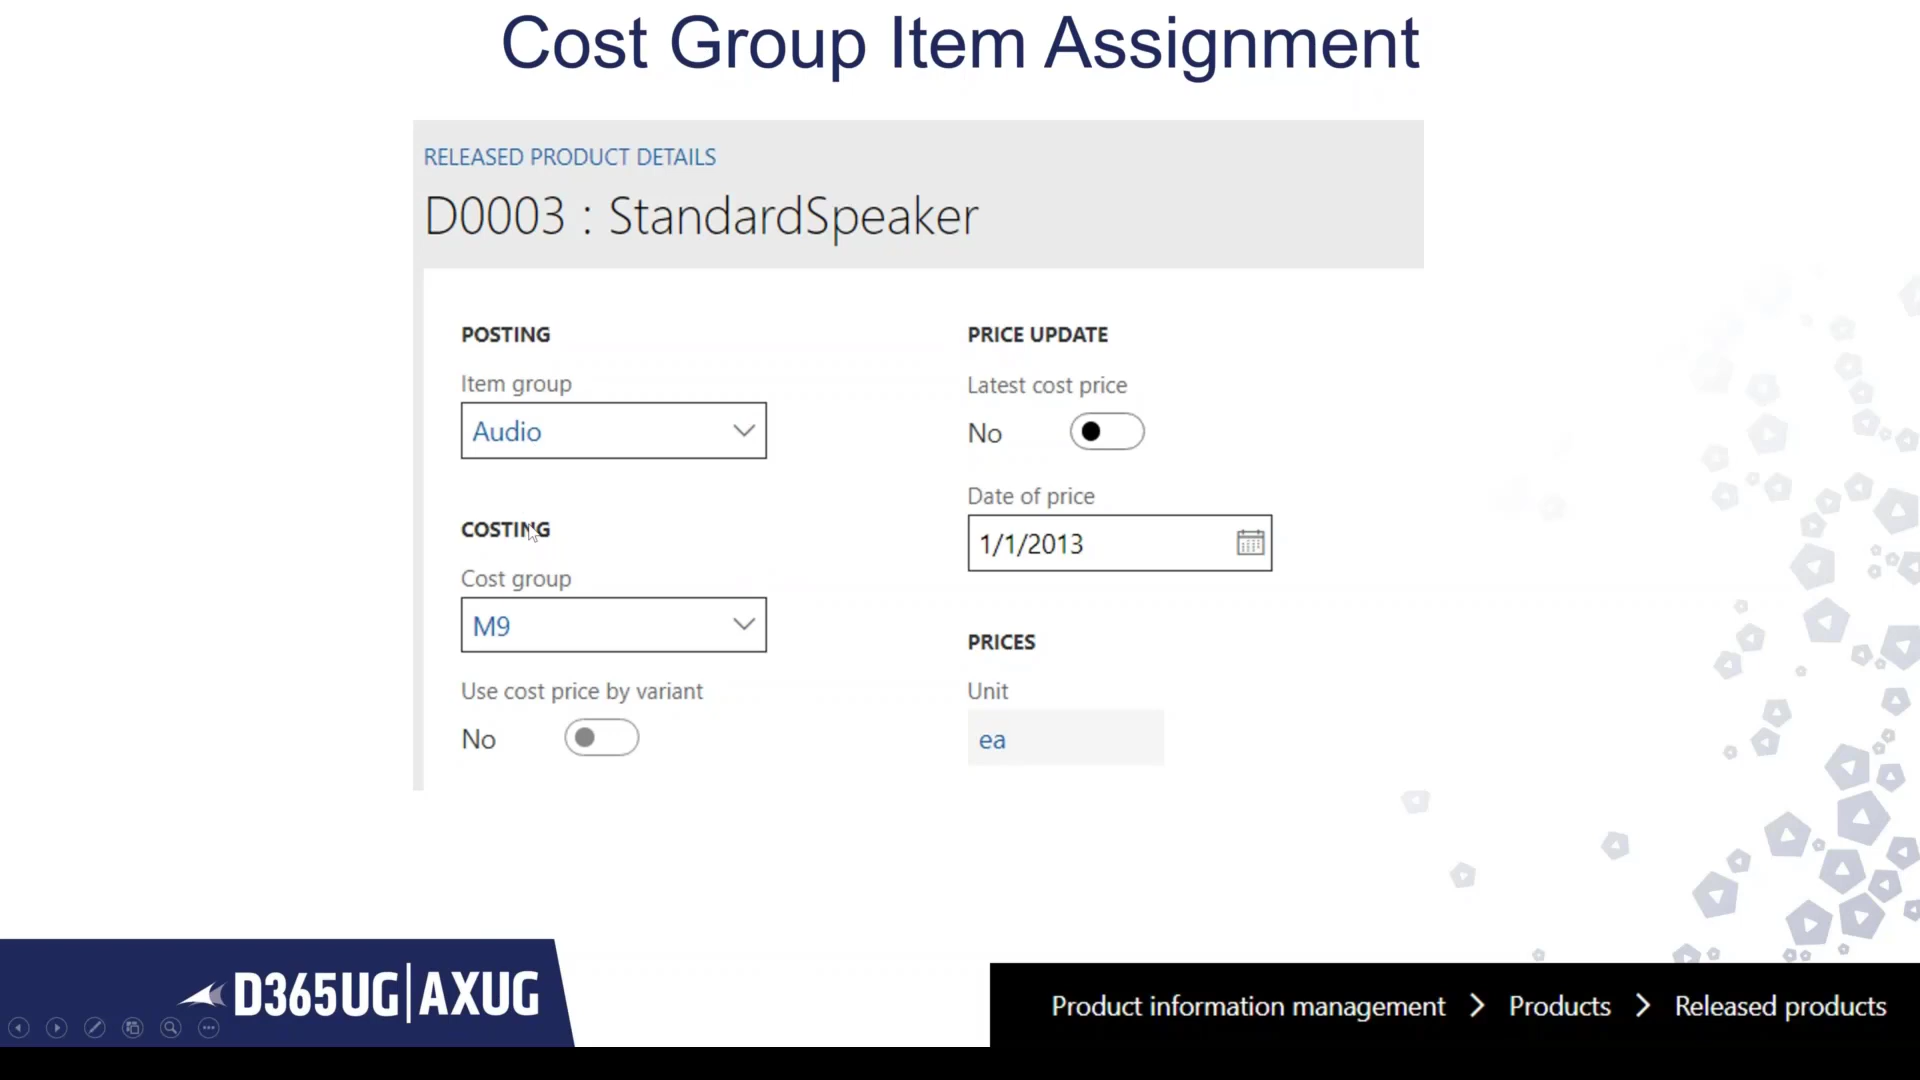 Cost Group Item Assignment
RELEASED PRODUCT DETAILS
D0003 : StandardSpeaker
POSTING
Item group
Audio
COSTING
Cost group
M9
Use cost price by variant
No
PRICE UPDATE
Latest cost price
No
Date of price
1/1/2013
PRICES
Unit
ea
D365UG|AXUG
Product information management > Products > Released products